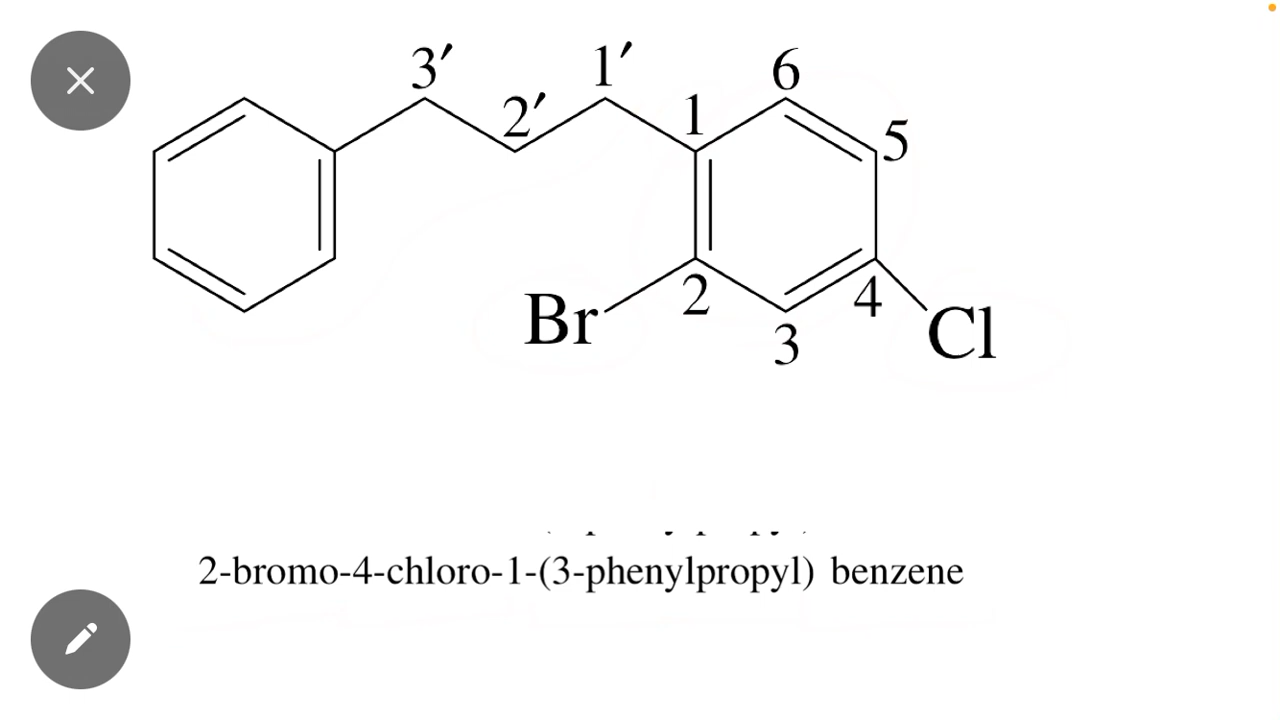 3′ 1′ 6
2′ 1 5
Br 2 4 Cl
3
2-bromo-4-chloro-1-(3-phenylpropyl) benzene